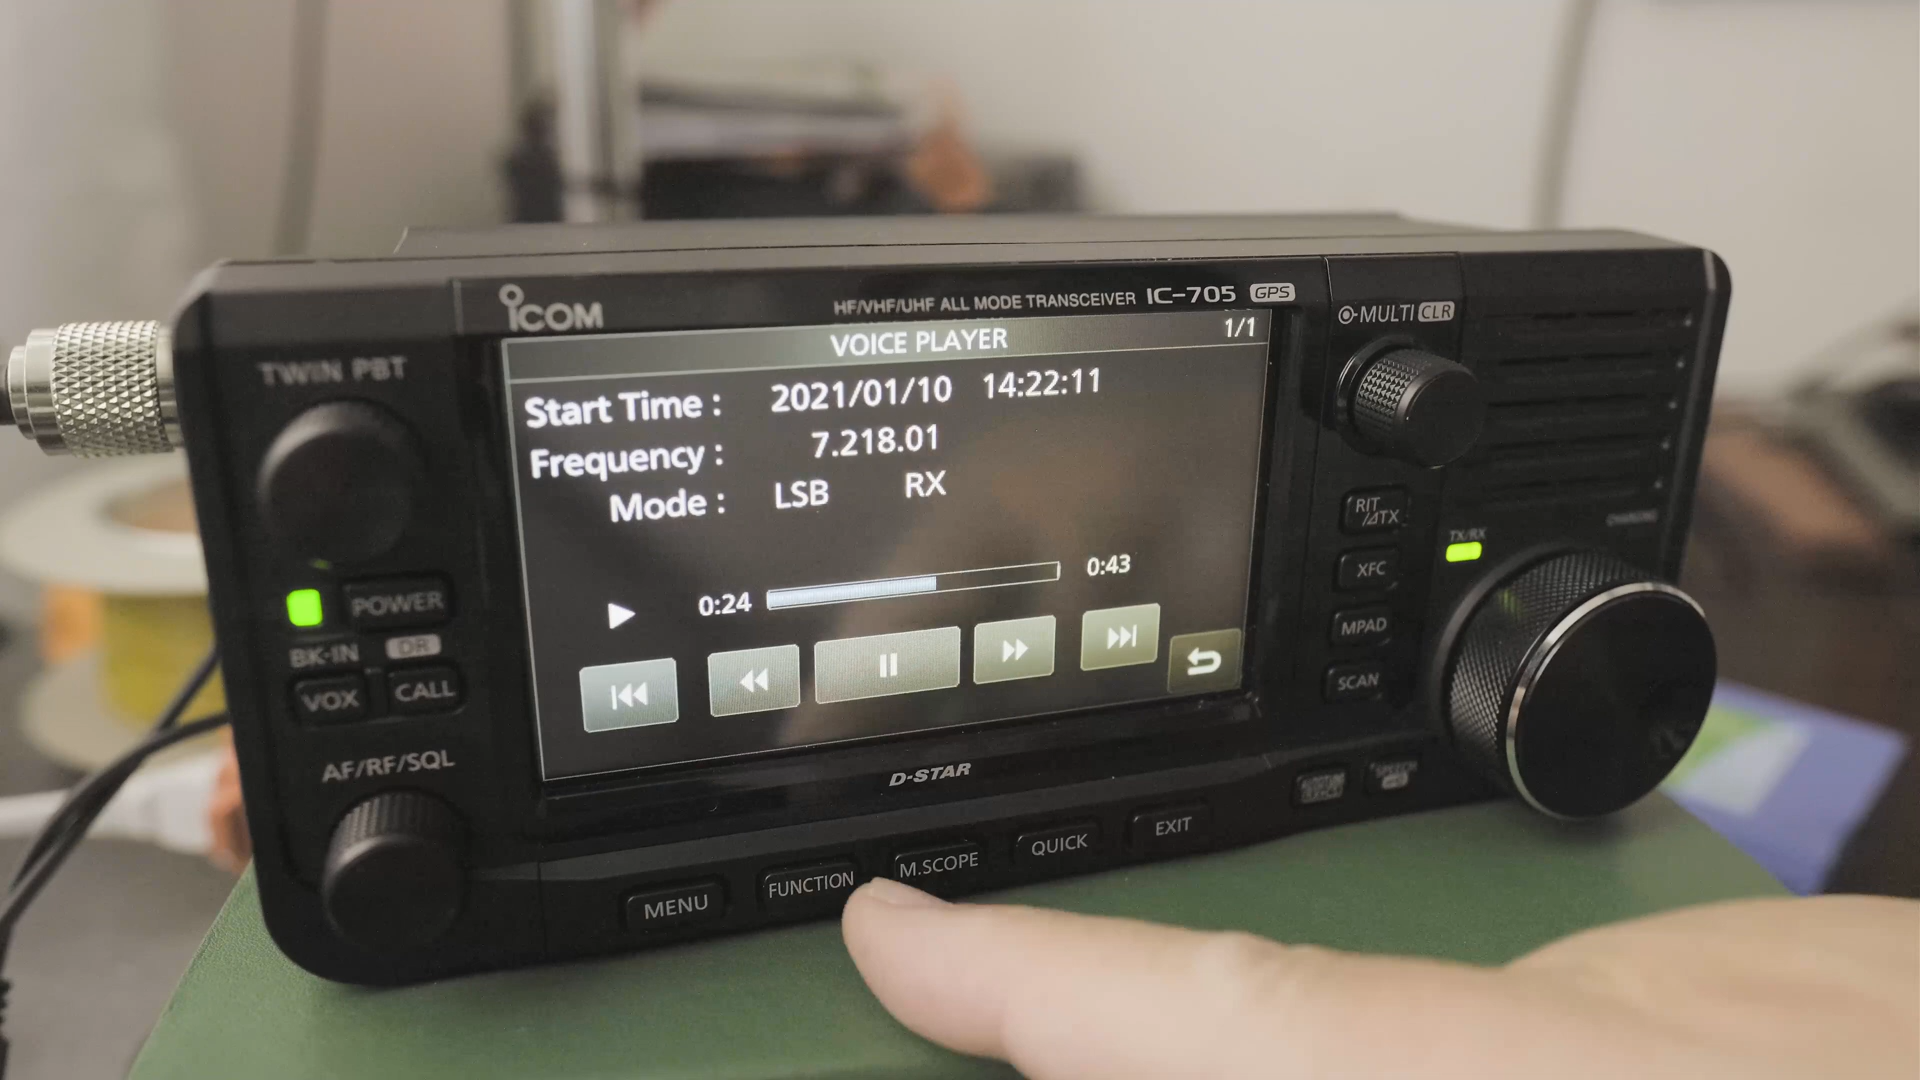 ICOM
HF/VHF/UHF ALL MODE TRANSCEIVER IC-705 GPS
MULTI CLR
TWIN PBT
VOICE PLAYER 1/1
Start Time : 2021/01/10 14:22:11
Frequency : 7.218.01
Mode : LSB RX
0:24 0:43
POWER
BK-IN DR
VOX CALL
AF/RF/SQL
RIT
⊿TX
TX/RX
XFC
MPAD
SCAN
D-STAR
MENU FUNCTION M.SCOPE QUICK EXIT
SPEECH